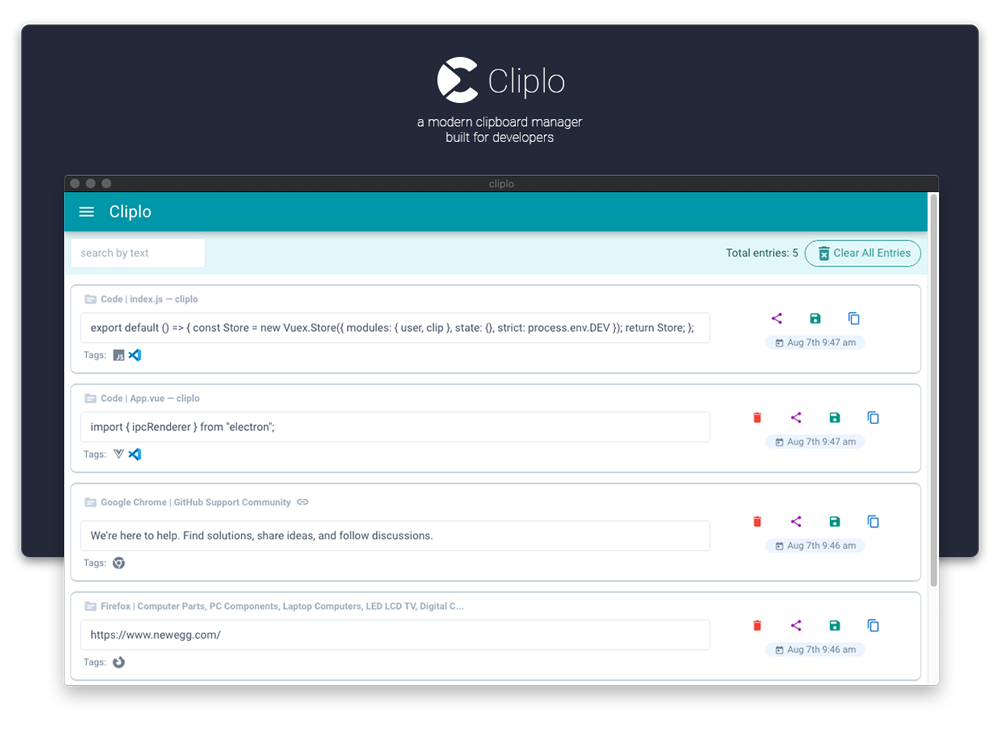 Cliplo
a modern clipboard manager
built for developers
cliplo
Cliplo
search by text
Total entries: 5
Clear All Entries
Code | index.js — cliplo
export default () => { const Store = new Vuex.Store({ modules: { user, clip }, state: {}, strict: process.env.DEV }); return Store; };
Aug 7th 9:47 am
Tags:
JS
Code | App.vue — cliplo
import { ipcRenderer } from "electron";
Aug 7th 9:47 am
Tags:
Google Chrome | GitHub Support Community
We're here to help. Find solutions, share ideas, and follow discussions.
Aug 7th 9:46 am
Tags:
Firefox | Computer Parts, PC Components, Laptop Computers, LED LCD TV, Digital C...
https://www.newegg.com/
Aug 7th 9:46 am
Tags: